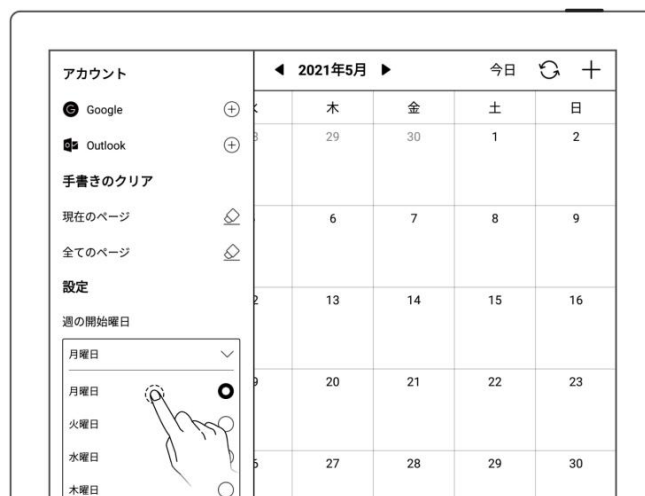 アカウント
Google
Outlook
手書きのクリア
現在のページ
全てのページ
設定
週の開始曜日
月曜日
月曜日
火曜日
水曜日
木曜日
2021年5月
今日
木 金 土 日
29 30 1 2
6 7 8 9
13 14 15 16
20 21 22 23
27 28 29 30